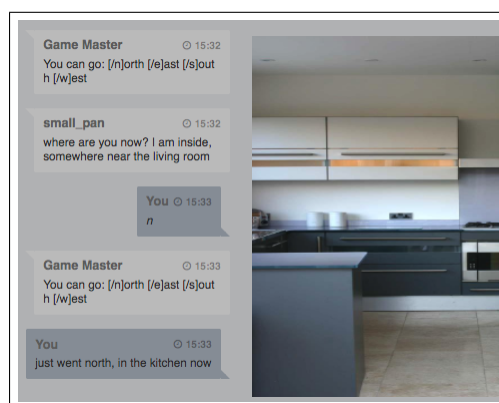 Game Master 15:32
You can go: [/n]orth [/e]ast [/s]out
h [/w]est
small_pan 15:32
where are you now? I am inside,
somewhere near the living room
You 15:33
n
Game Master 15:33
You can go: [/n]orth [/e]ast [/s]out
h [/w]est
You 15:33
just went north, in the kitchen now